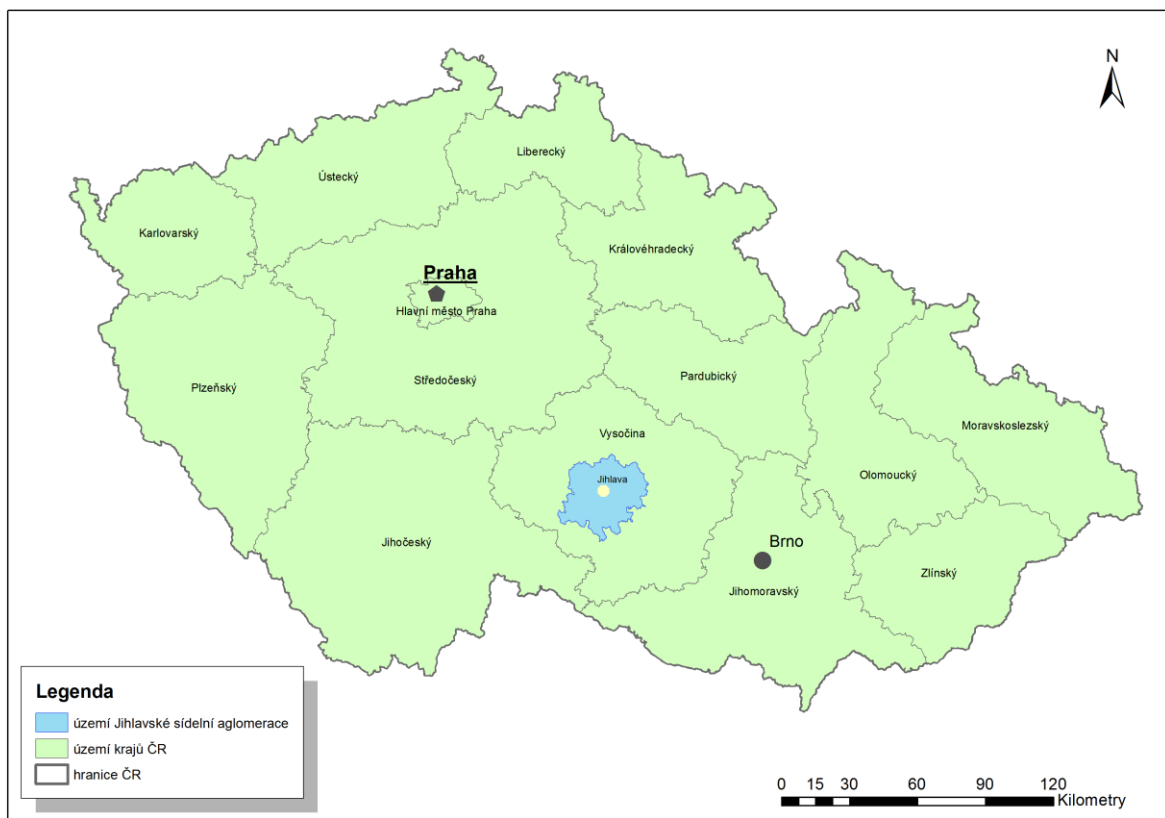 N
Liberecký
Ústecký
Karlovarský
Královéhradecký
Praha
Hlavní město Praha
Plzeňský
Středočeský
Pardubický
Moravskoslezský
Vysočina
Jihlava
Olomoucký
Jihočeský
Brno
Zlínský
Jihomoravský
Legenda
území Jihlavské sídelní aglomerace
území krajů ČR
hranice ČR
0 15 30 60 90 120
Kilometry